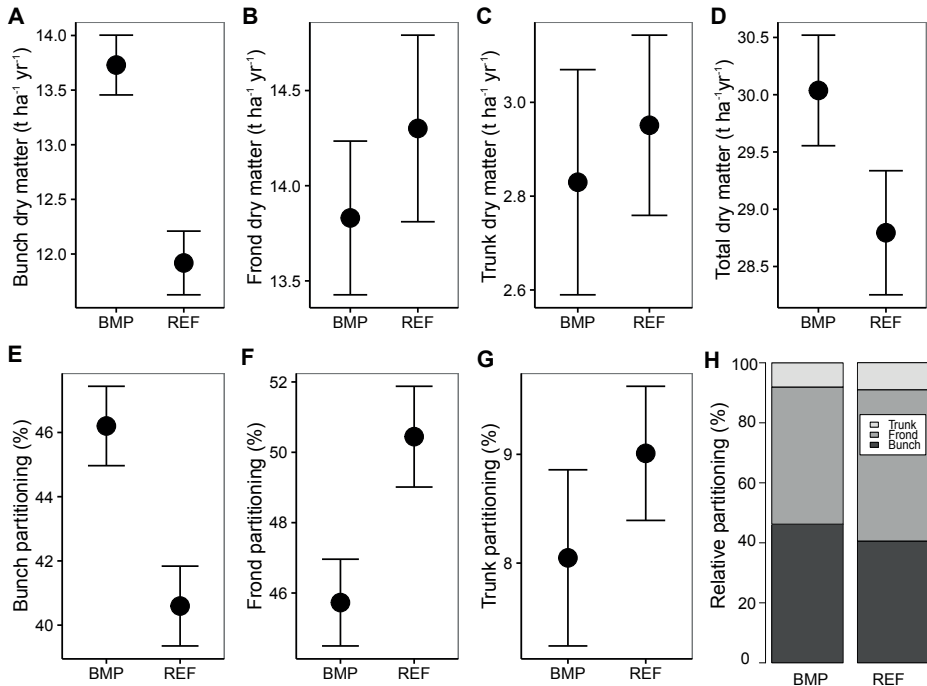 A
Bunch dry matter (t ha⁻¹ yr⁻¹)
14.0
13.5
13.0
12.5
12.0
BMP
REF
B
Frond dry matter (t ha⁻¹ yr⁻¹)
14.5
14.0
13.5
BMP
REF
C
Trunk dry matter (t ha⁻¹ yr⁻¹)
3.0
2.8
2.6
BMP
REF
D
Total dry matter (t ha⁻¹yr⁻¹)
30.5
30.0
29.5
29.0
28.5
BMP
REF
E
Bunch partitioning (%)
46
44
42
40
BMP
REF
F
Frond partitioning (%)
52
50
48
46
BMP
REF
G
Trunk partitioning (%)
9
8
BMP
REF
H
Relative partitioning (%)
100
80
60
40
20
0
Trunk
Frond
Bunch
BMP
REF